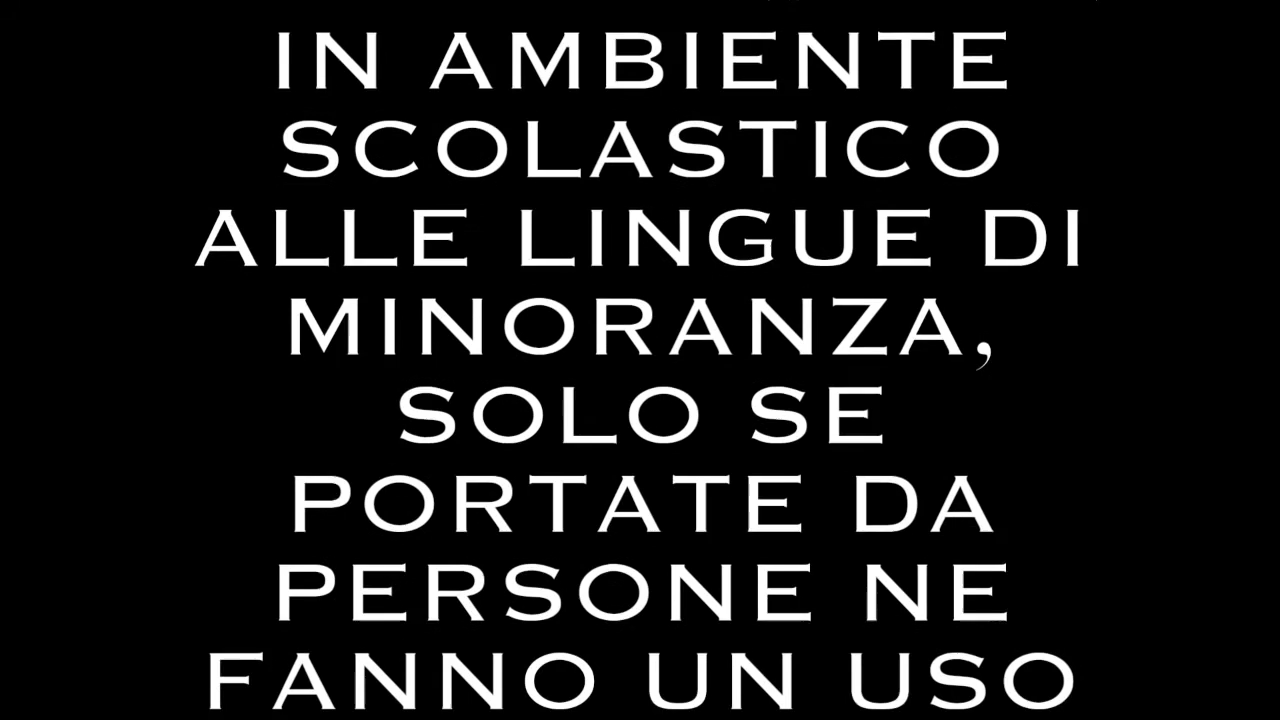 IN AMBIENTE
SCOLASTICO
ALLE LINGUE DI
MINORANZA,
SOLO SE
PORTATE DA
PERSONE NE
FANNO UN USO